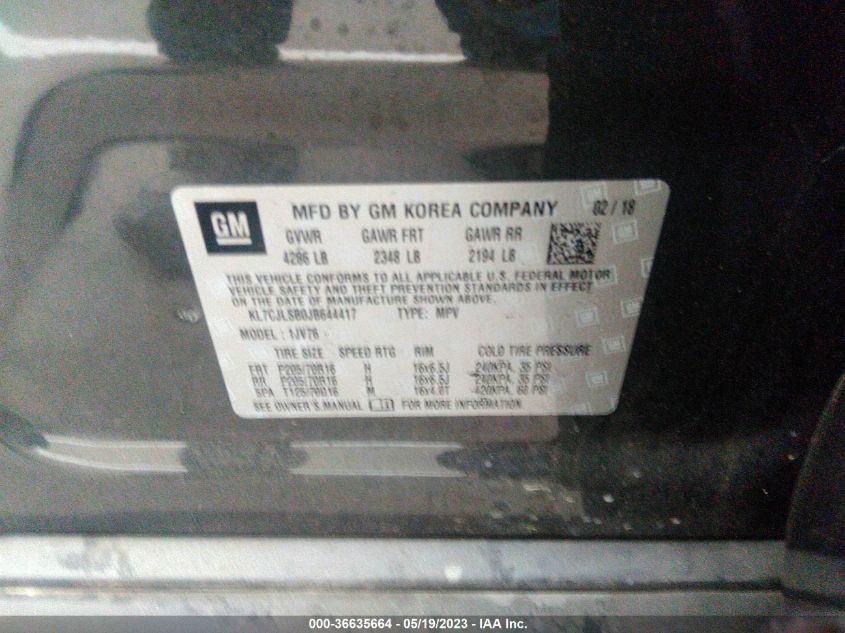 GM
MFD BY GM KOREA COMPANY 02 / 18
GVWR GAWR FRT GAWR RR
4286 LB 2348 LB 2194 LB
THIS VEHICLE CONFORMS TO ALL APPLICABLE U.S. FEDERAL MOTOR
VEHICLE SAFETY AND THEFT PREVENTION STANDARDS IN EFFECT
ON THE DATE OF MANUFACTURE SHOWN ABOVE.
KL7CJLSB0JB644417 TYPE: MPV
MODEL: 1JV76
TIRE SIZE SPEED RTG RIM COLD TIRE PRESSURE
FRT P205/70R16 H 16x6.5J 240KPA, 35 PSI
RR P205/70R16 H 16x6.5J 240KPA, 35 PSI
SPA T125/70D16 M 16x4.0T 420KPA, 60 PSI
SEE OWNER'S MANUAL FOR MORE INFORMATION.
000-36635664 - 05/19/2023 - IAA Inc.